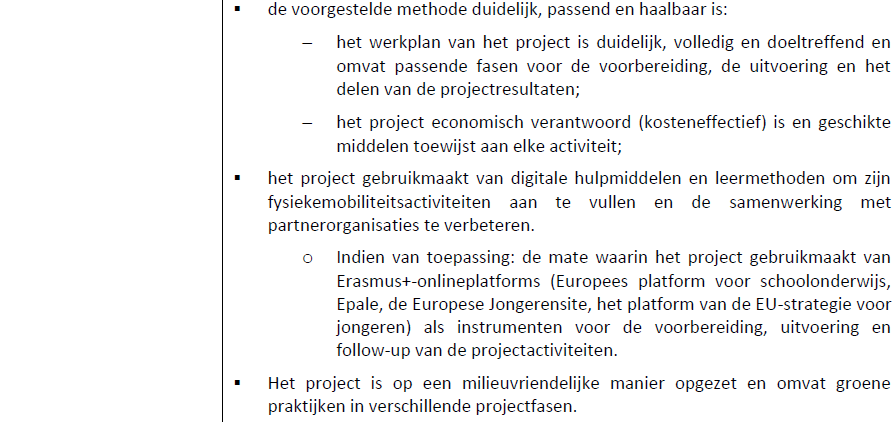 ▪ de voorgestelde methode duidelijk, passend en haalbaar is:
– het werkplan van het project is duidelijk, volledig en doeltreffend en
omvat passende fasen voor de voorbereiding, de uitvoering en het
delen van de projectresultaten;
– het project economisch verantwoord (kosteneffectief) is en geschikte
middelen toewijst aan elke activiteit;
▪ het project gebruikmaakt van digitale hulpmiddelen en leermethoden om zijn
fysiekemobiliteitsactiviteiten aan te vullen en de samenwerking met
partnerorganisaties te verbeteren.
o Indien van toepassing: de mate waarin het project gebruikmaakt van
Erasmus+-onlineplatforms (Europees platform voor schoolonderwijs,
Epale, de Europese Jongerensite, het platform van de EU-strategie voor
jongeren) als instrumenten voor de voorbereiding, uitvoering en
follow-up van de projectactiviteiten.
▪ Het project is op een milieuvriendelijke manier opgezet en omvat groene
praktijken in verschillende projectfasen.